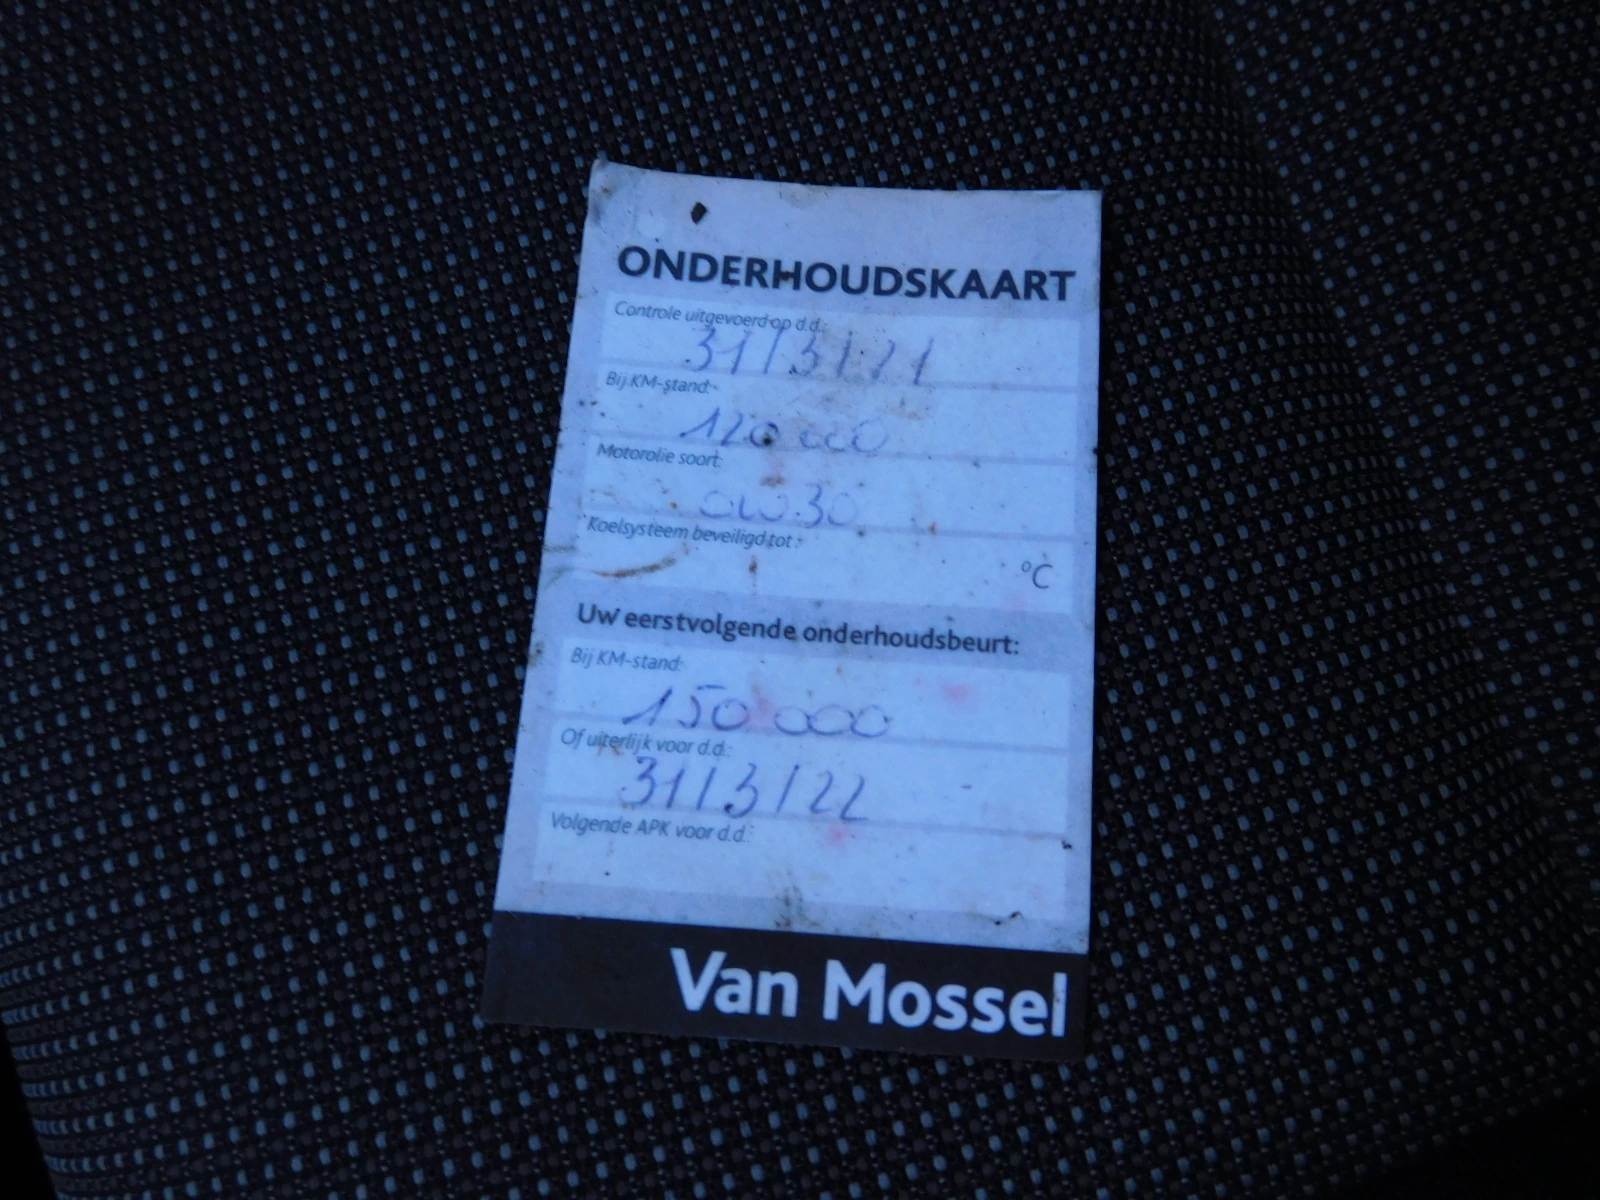 ONDERHOUDSKAART
Controle uitgevoerd op d.d.:
31/3/21
Bij KM-stand:
120 000
Motorolie soort:
0W30
Koelsysteem beveiligd tot :
°C
Uw eerstvolgende onderhoudsbeurt:
Bij KM-stand:
150 000
Of uiterlijk voor d.d.:
31/3/22
Volgende APK voor d.d.:
Van Mossel